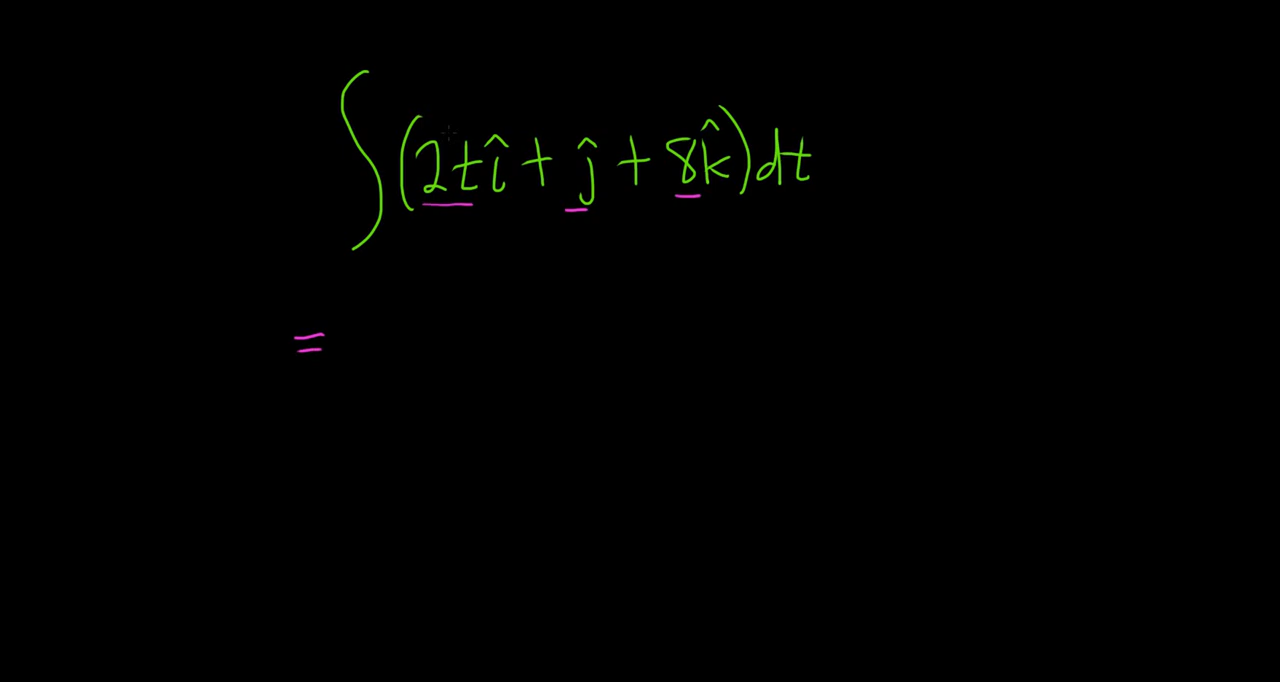 ∫(2tî + ĵ + 8k̂)dt
=